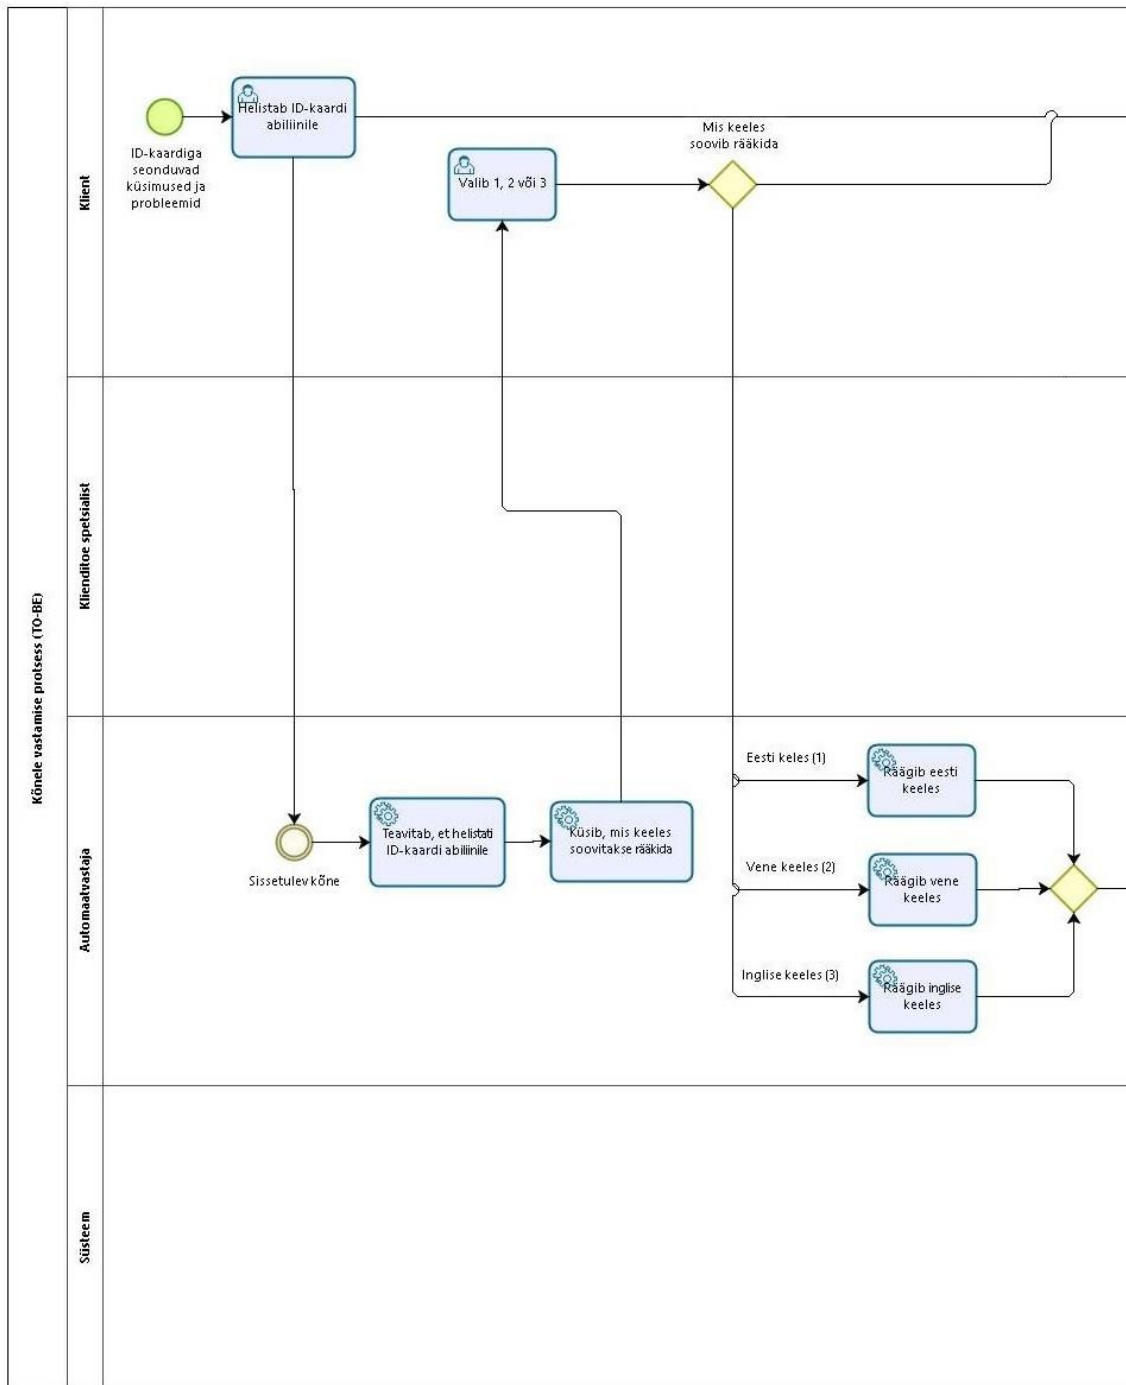 Kõnele vastamise protsess (TO-BE)
Klient
ID-kaardiga
seonduvad
küsimused ja
probleemid
Helistab ID-kaardi
abiliinile
Valib 1, 2 või 3
Mis keeles
soovib rääkida
Klienditoe spetsialist
Automaatvastaja
Sissetulev kõne
Teavitab, et helistati
ID-kaardi abiliinile
Küsib, mis keeles
soovitakse rääkida
Eesti keles (1)
Räägib eesti
keeles
Vene keeles (2)
Räägib vene
keeles
Inglise keeles (3)
Räägib inglise
keeles
Süsteem